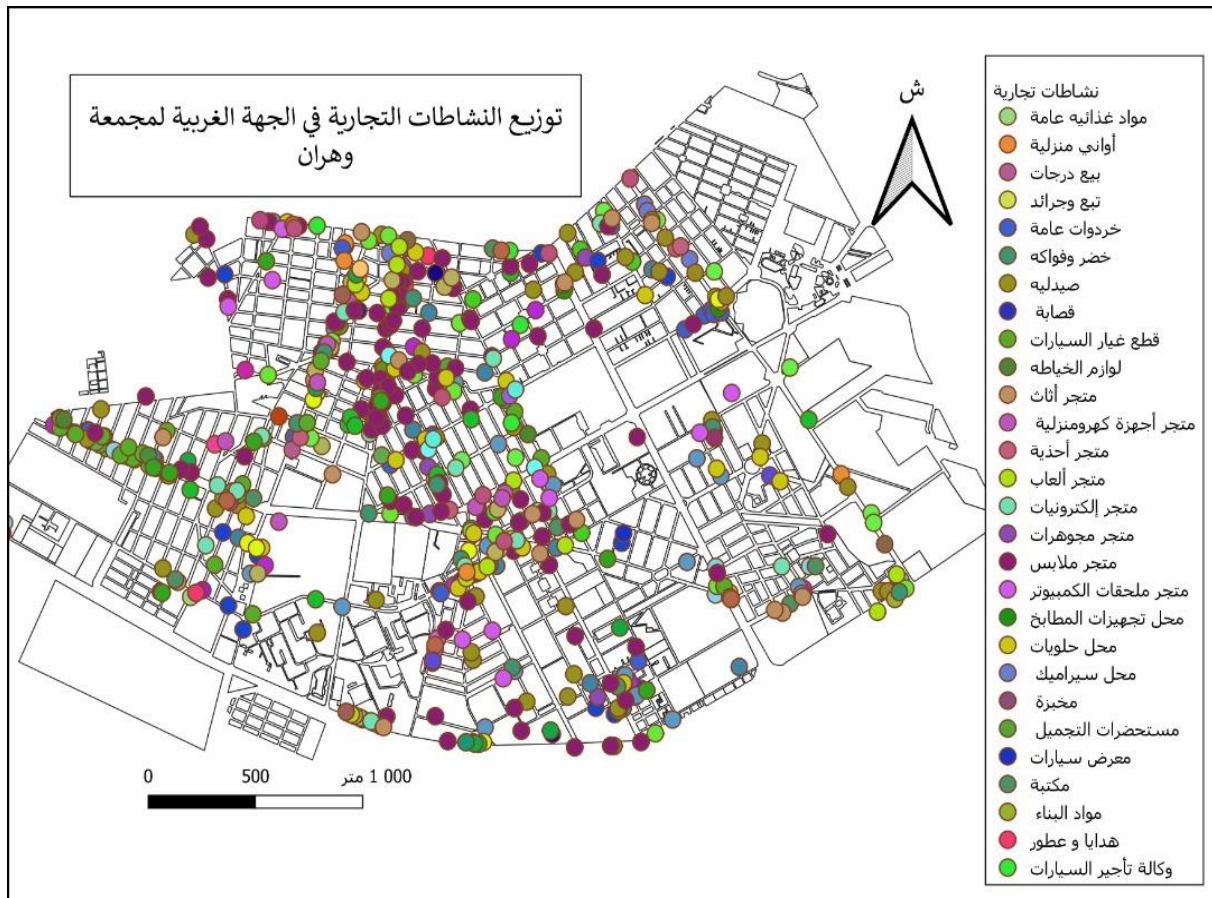 توزيع النشاطات التجارية في الجهة الغربية لمجمعة
وهران
ش
نشاطات تجارية
مواد غذائيه عامة
أواني منزلية
بيع درجات
تبع وجرائد
خردوات عامة
خضر وفواكه
صيدليه
قصابة
قطع غيار السيارات
لوازم الخياطه
متجر أثاث
متجر أجهزة كهرومنزلية
متجر أحذية
متجر ألعاب
متجر إلكترونيات
متجر مجوهرات
متجر ملابس
متجر ملحقات الكمبيوتر
محل تجهيزات المطابخ
محل حلويات
محل سيراميك
مخبزة
مستحضرات التجميل
معرض سيارات
مكتبة
مواد البناء
هدايا و عطور
وكالة تأجير السيارات
0 500 1 000 متر